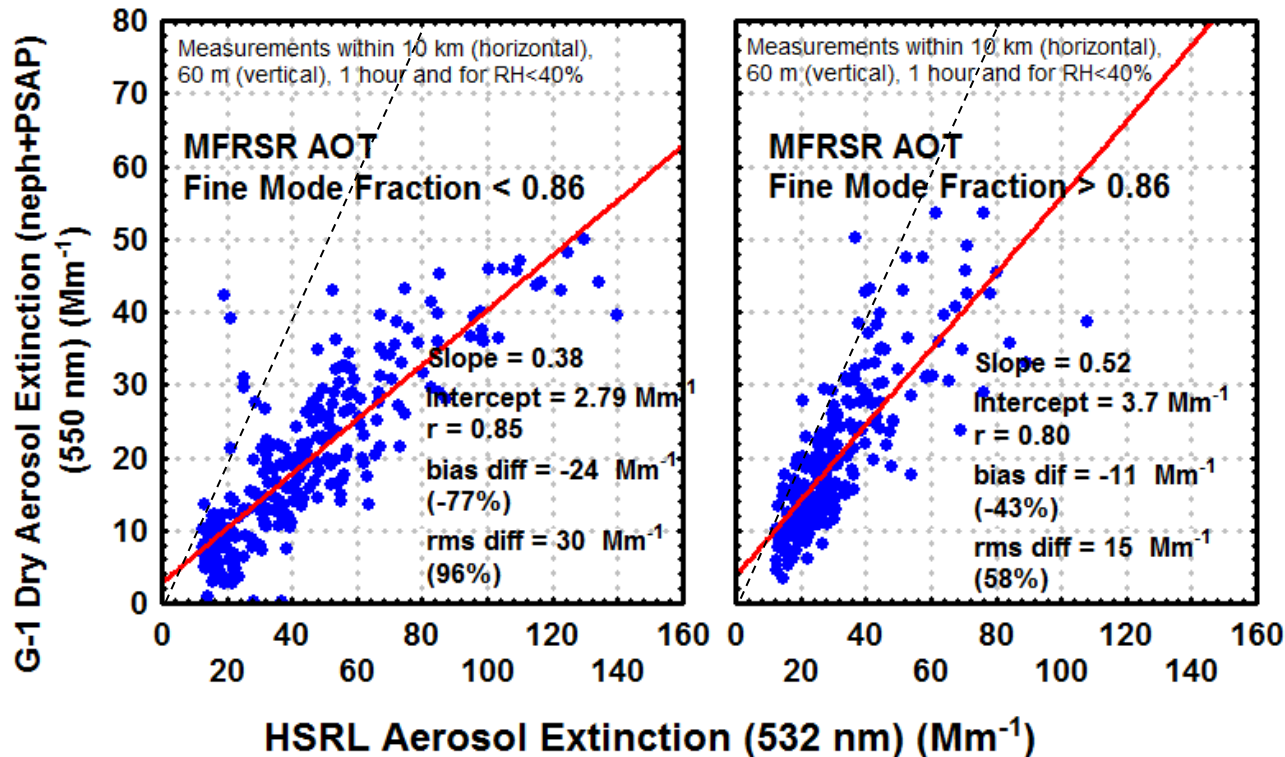 G-1 Dry Aerosol Extinction (neph+PSAP)
(550 nm) (Mm-1)
80
70
60
50
40
30
20
10
0
Measurements within 10 km (horizontal),
60 m (vertical), 1 hour and for RH<40%
MFRSR AOT
Fine Mode Fraction < 0.86
Slope = 0.38
Intercept = 2.79 Mm-1
r = 0.85
bias diff = -24 Mm-1
(-77%)
rms diff = 30 Mm-1
(96%)
0 40 80 120 160
20 60 100 140
Measurements within 10 km (horizontal),
60 m (vertical), 1 hour and for RH<40%
MFRSR AOT
Fine Mode Fraction > 0.86
Slope = 0.52
Intercept = 3.7 Mm-1
r = 0.80
bias dif = -11 Mm-1
(-43%)
rms diff = 15 Mm-1
(58%)
0 40 80 120 160
20 60 100 140
HSRL Aerosol Extinction (532 nm) (Mm-1)